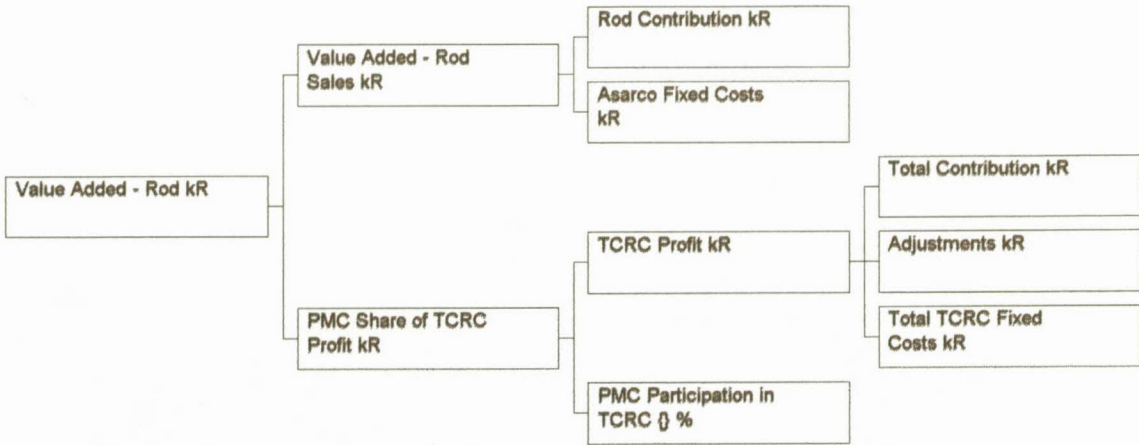 Value Added - Rod kR
Value Added - Rod
Sales kR
Rod Contribution kR
Asarco Fixed Costs
kR
PMC Share of TCRC
Profit kR
TCRC Profit kR
Total Contribution kR
Adjustments kR
Total TCRC Fixed
Costs kR
PMC Participation in
TCRC {} %